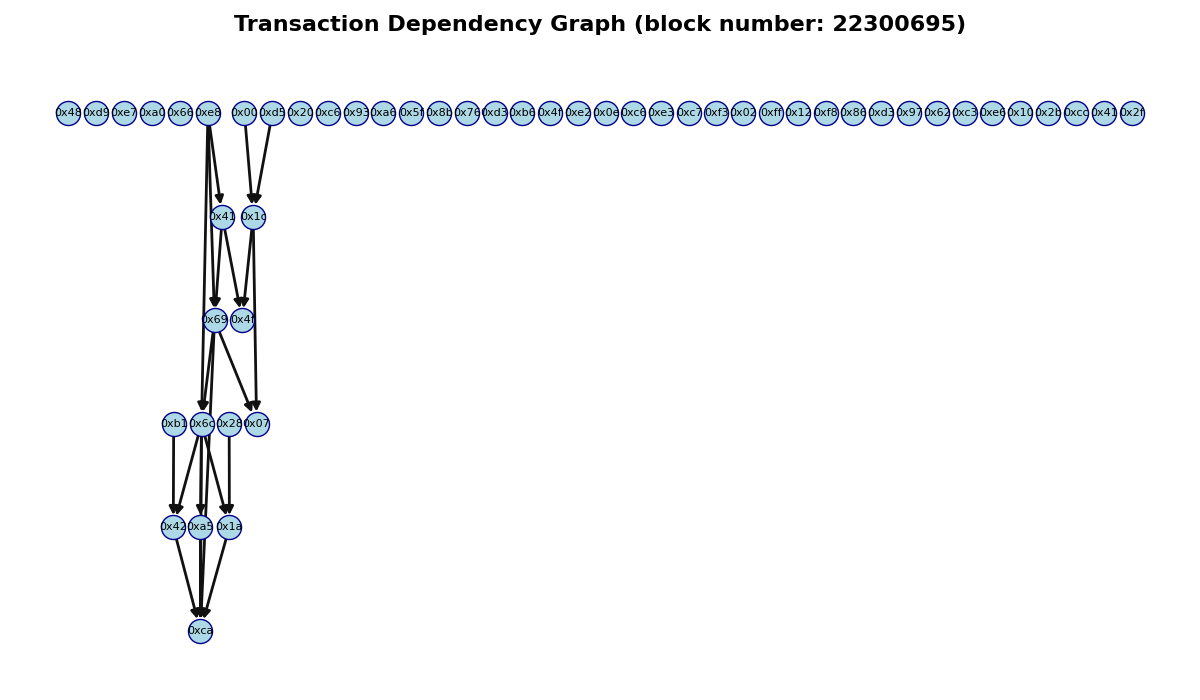 Transaction Dependency Graph (block number: 22300695)
0x48 0xd9 0xe7 0xa0 0x66 0xe8 0x00 0xd5 0x20 0xc6 0x93 0xa6 0x5f 0x8b 0x76 0xd3 0xb6 0x4f 0xe2 0x0e 0xc6 0xe3 0xc7 0xf3 0x02 0xff 0x12 0xf8 0x86 0xd3 0x97 0x62 0xc3 0xe6 0x10 0x2b 0xcc 0x41 0x2f
0x41 0x1c
0x69 0x4f
0xb1 0x6c 0x28 0x07
0x42 0xa5 0x1a
0xca